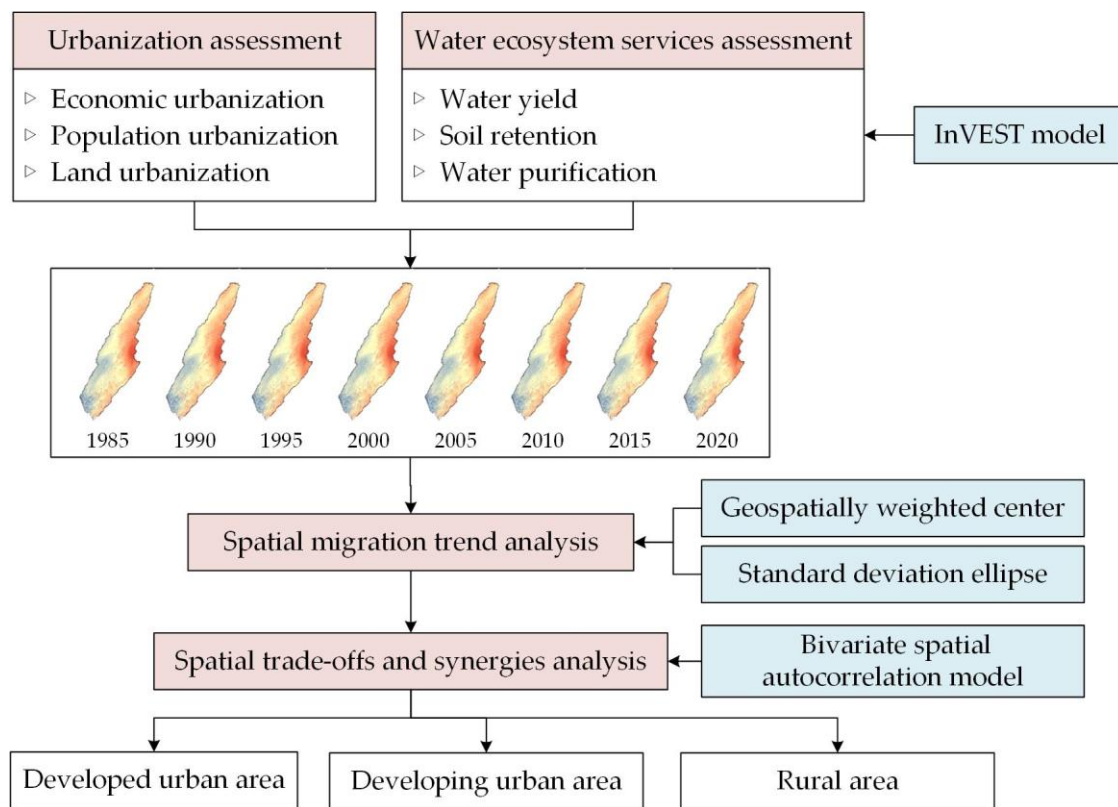 Urbanization assessment
Economic urbanization
Population urbanization
Land urbanization
Water ecosystem services assessment
Water yield
Soil retention
Water purification
InVEST model
1985 1990 1995 2000 2005 2010 2015 2020
Spatial migration trend analysis
Geospatially weighted center
Standard deviation ellipse
Spatial trade-offs and synergies analysis
Bivariate spatial
autocorrelation model
Developed urban area
Developing urban area
Rural area